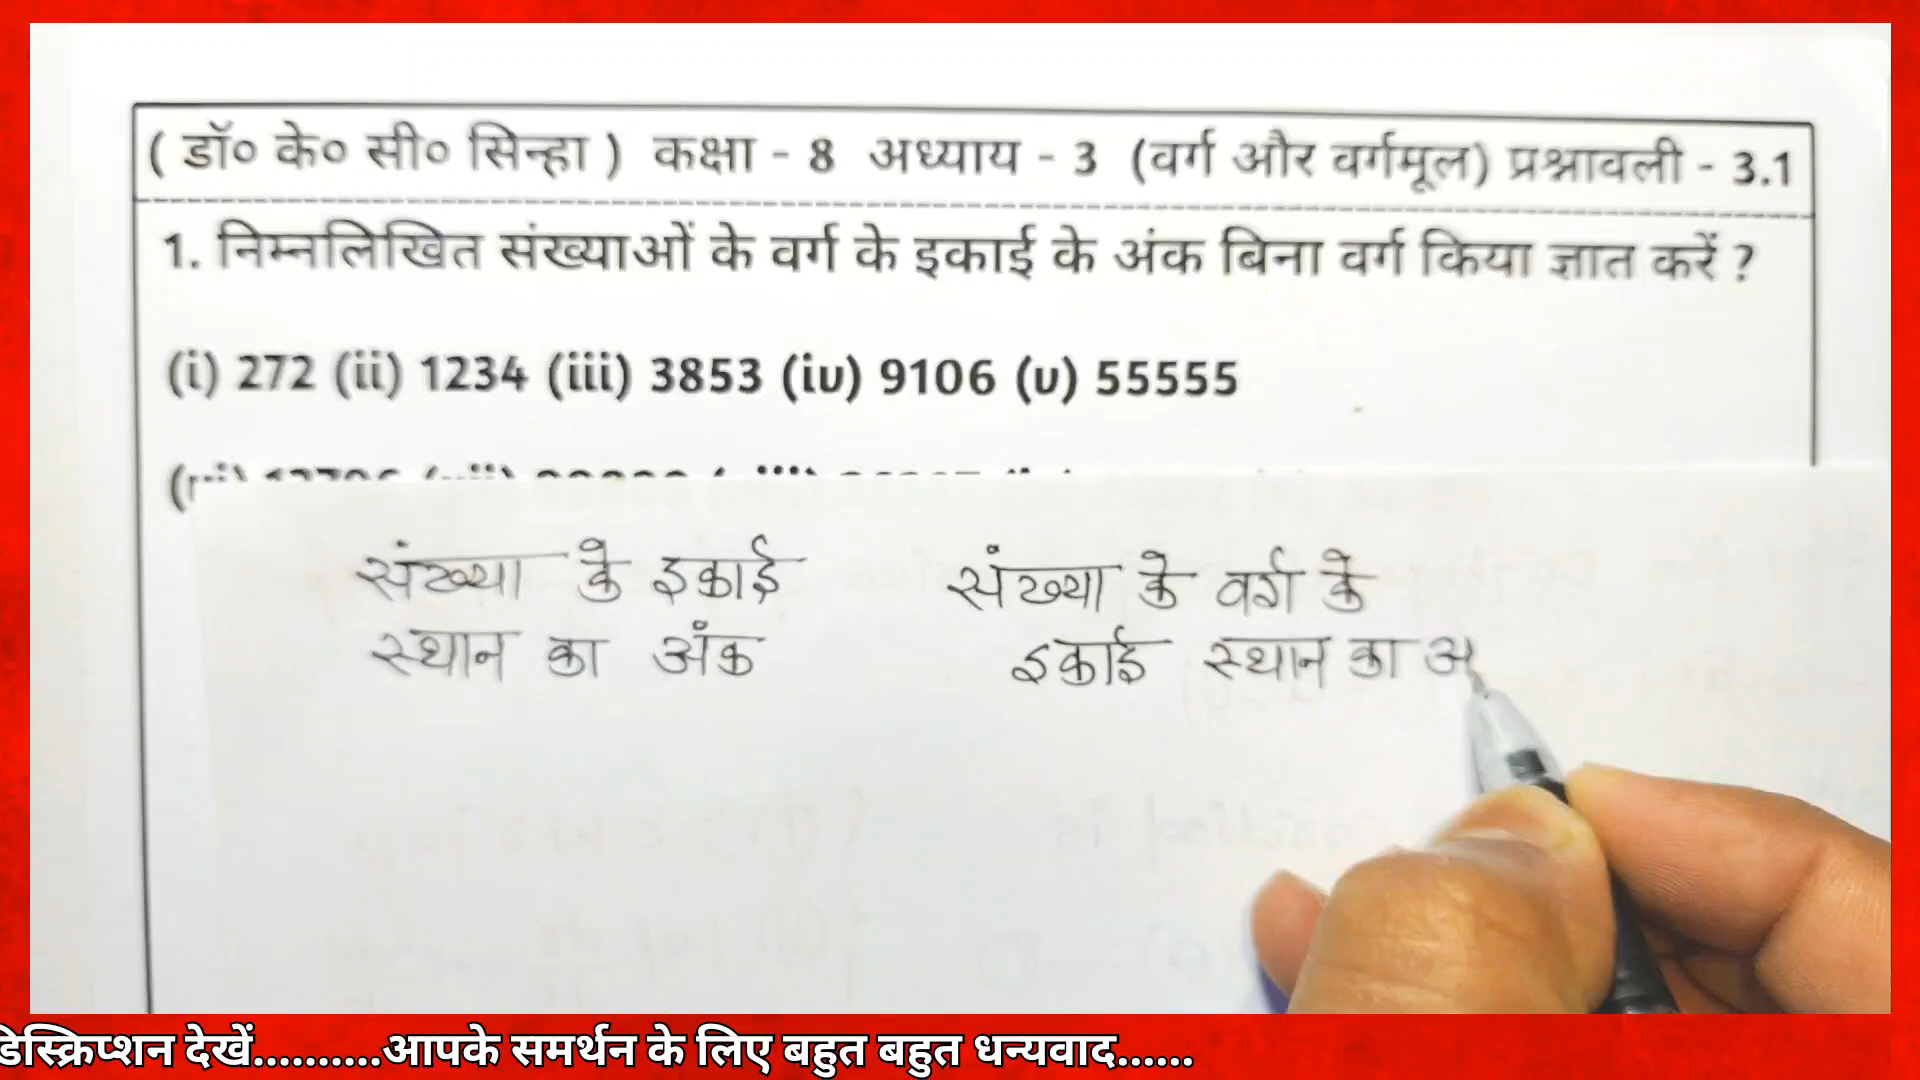 ( डॉ० के० सी० सिन्हा ) कक्षा - 8 अध्याय - 3 (वर्ग और वर्गमूल) प्रश्नावली - 3.1
1. निम्नलिखित संख्याओं के वर्ग के इकाई के अंक बिना वर्ग किया ज्ञात करें ?
(i) 272 (ii) 1234 (iii) 3853 (iv) 9106 (v) 55555
संख्या के इकाई
स्थान का अंक
संख्या के वर्ग के
इकाई स्थान का अ
डिस्क्रिप्शन देखें..........आपके समर्थन के लिए बहुत बहुत धन्यवाद......